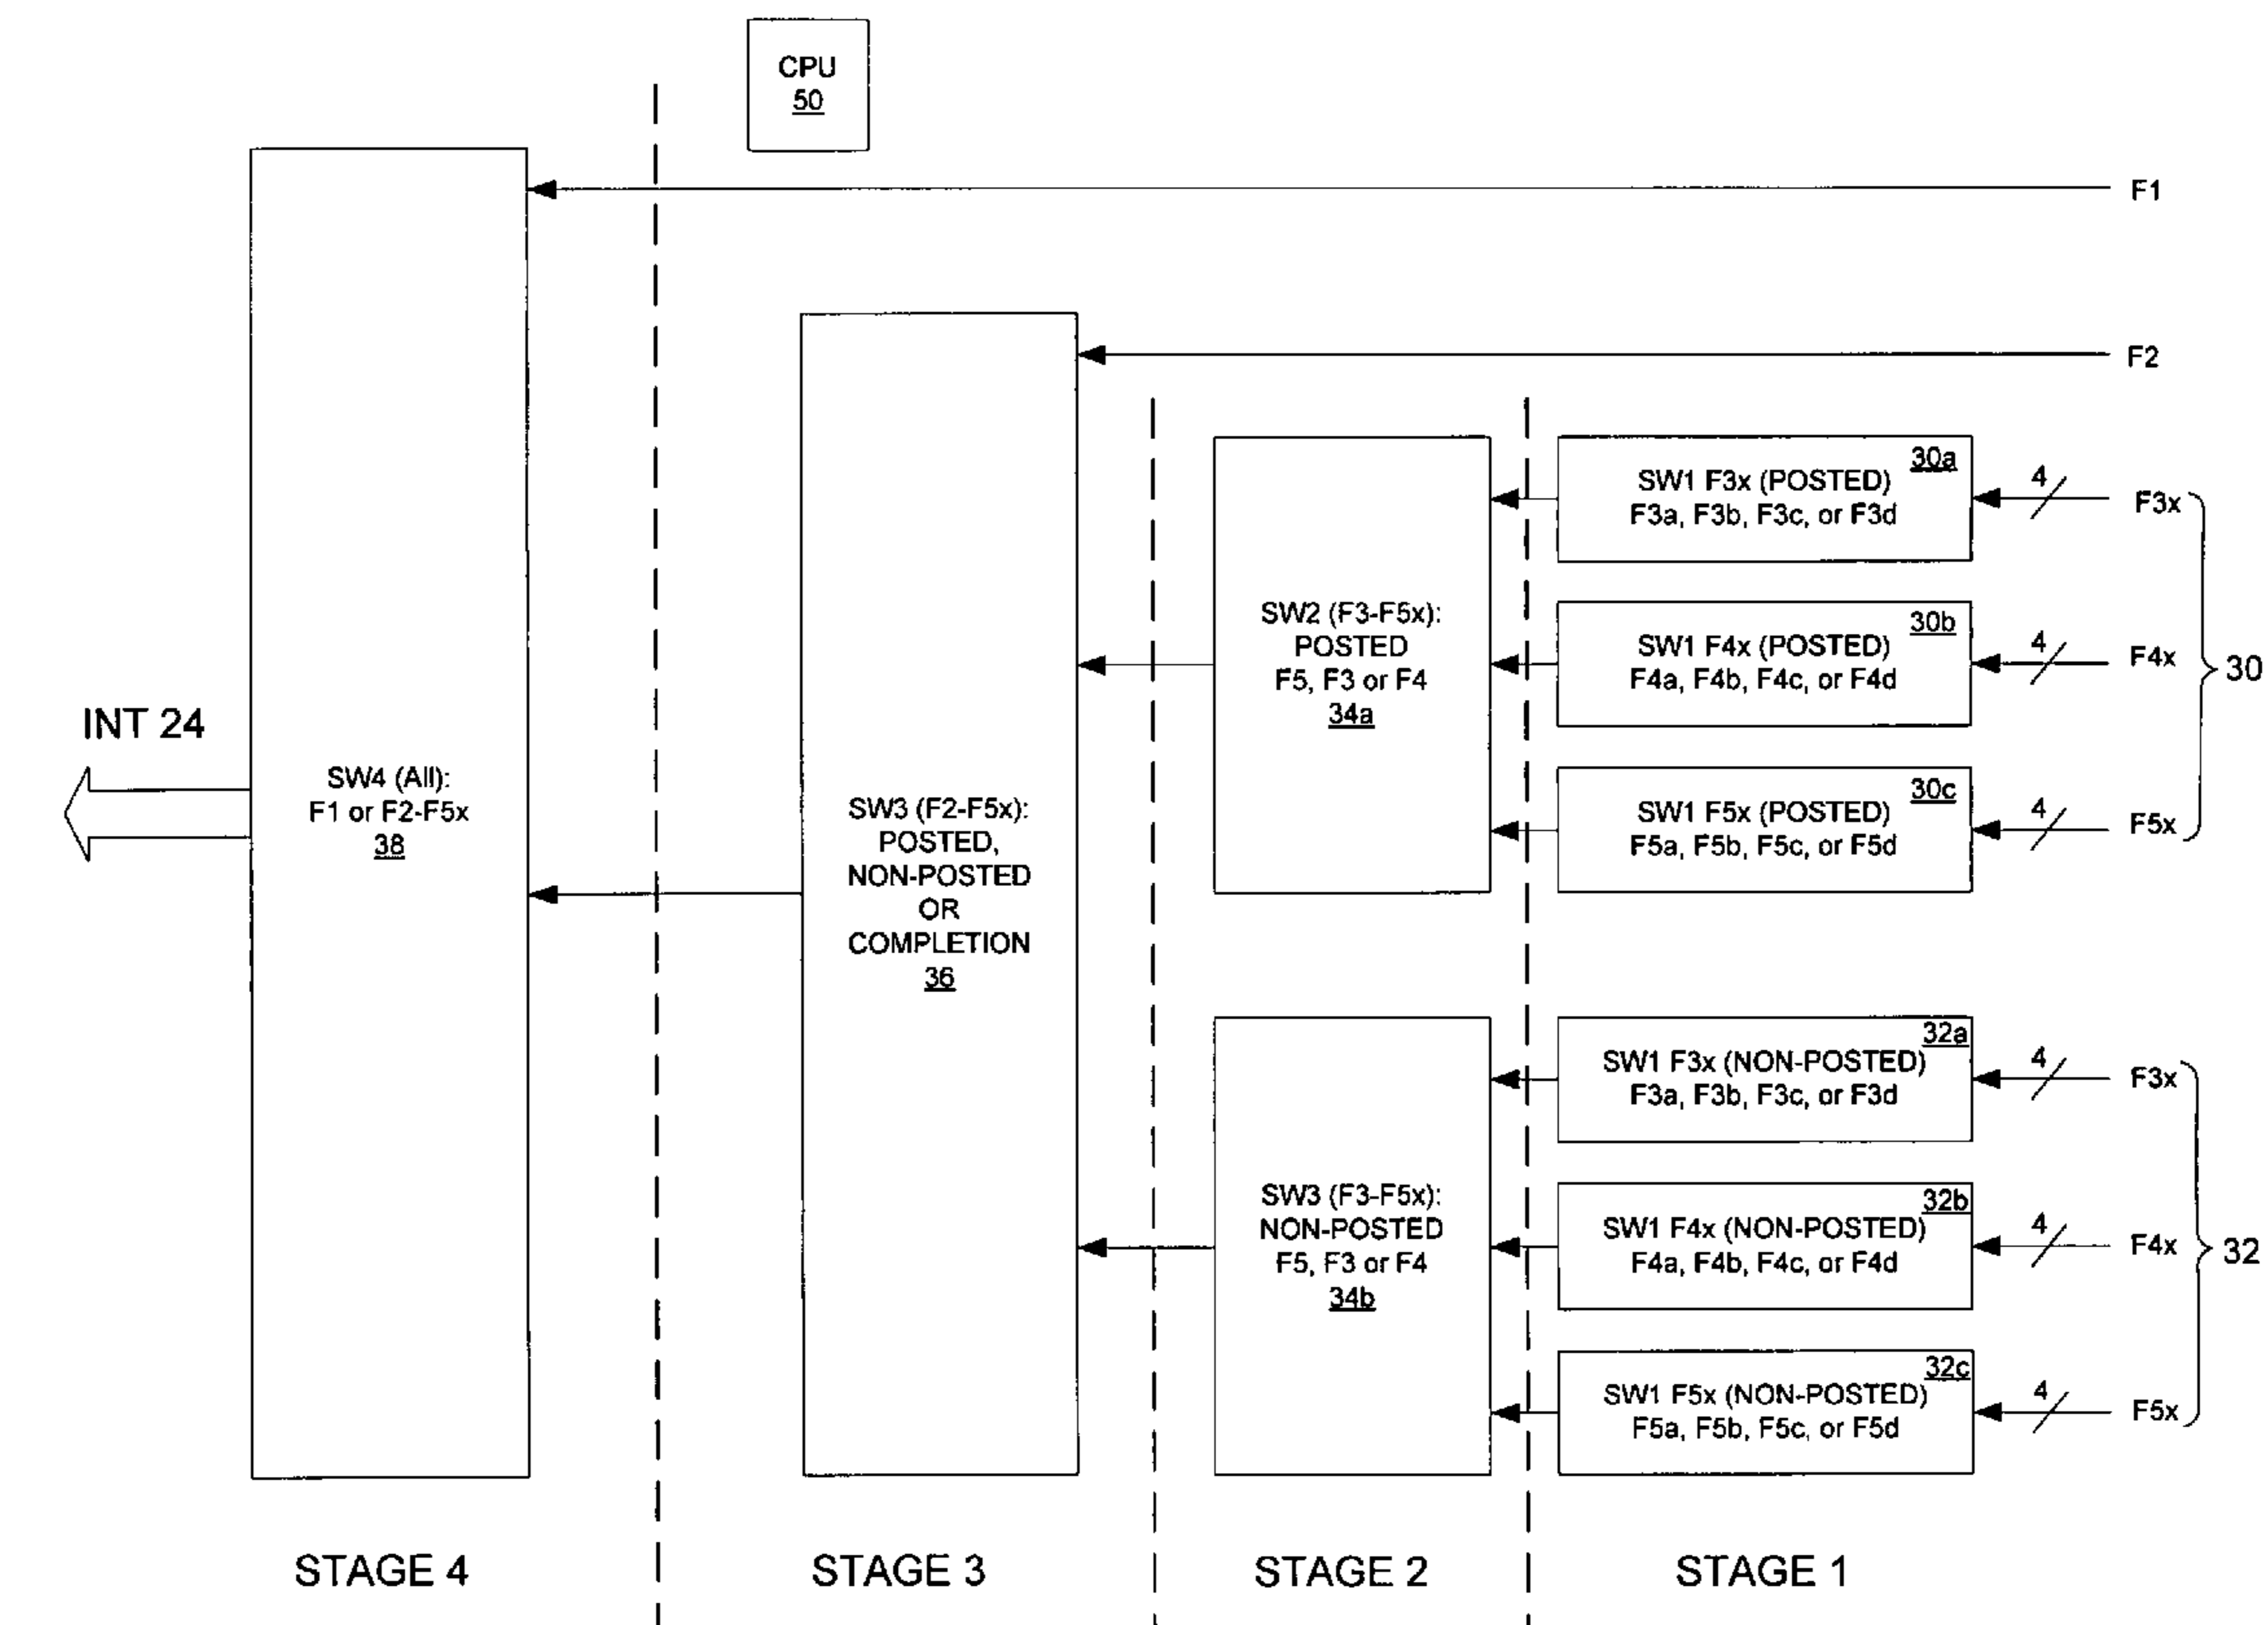 CPU
50
F1
F2
INT 24
SW4 (All):
F1 or F2-F5x
38
SW3 (F2-F5x):
POSTED,
NON-POSTED
OR
COMPLETION
36
SW2 (F3-F5x):
POSTED
F5, F3 or F4
34a
30a
SW1 F3x (POSTED)
F3a, F3b, F3c, or F3d
4
F3x
30b
SW1 F4x (POSTED)
F4a, F4b, F4c, or F4d
4
F4x
30
30c
SW1 F5x (POSTED)
F5a, F5b, F5c, or F5d
4
F5x
SW3 (F3-F5x):
NON-POSTED
F5, F3 or F4
34b
32a
SW1 F3x (NON-POSTED)
F3a, F3b, F3c, or F3d
4
F3x
32b
SW1 F4x (NON-POSTED)
F4a, F4b, F4c, or F4d
4
F4x
32
32c
SW1 F5x (NON-POSTED)
F5a, F5b, F5c, or F5d
4
F5x
STAGE 4
STAGE 3
STAGE 2
STAGE 1